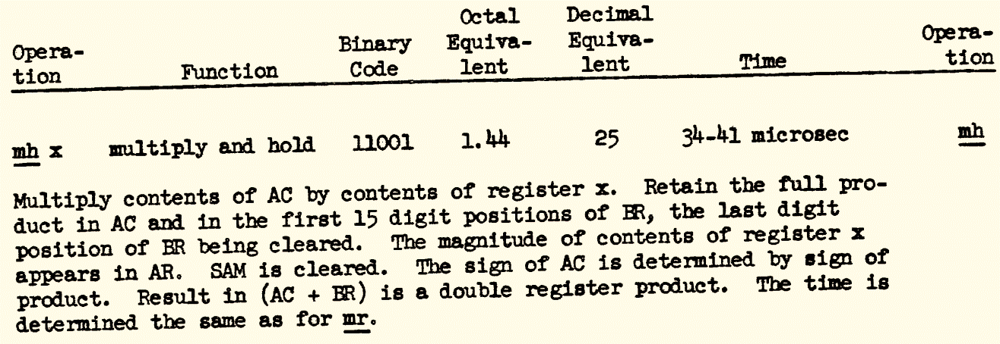 Opera- Function Binary Octal Decimal Time Opera-
tion Code Equiva- Equiva- tion
lent lent
mh x multiply and hold 11001 1.44 25 34-41 microsec mh
Multiply contents of AC by contents of register x. Retain the full pro-
duct in AC and in the first 15 digit positions of BR, the last digit
position of BR being cleared. The magnitude of contents of register x
appears in AR. SAM is cleared. The sign of AC is determined by sign of
product. Result in (AC + BR) is a double register product. The time is
determined the same as for mr.